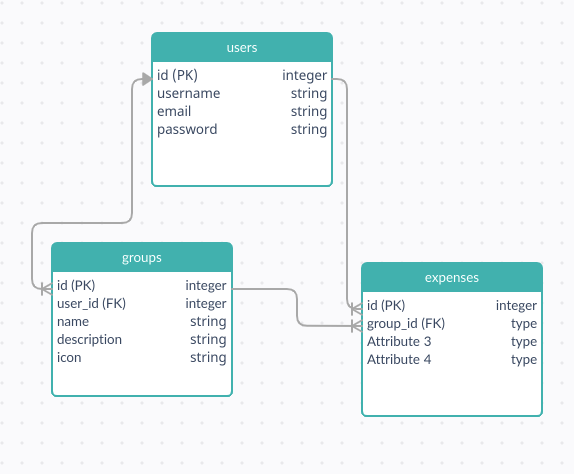 users
id (PK) integer
username string
email string
password string
groups
id (PK) integer
user_id (FK) integer
name string
description string
icon string
expenses
id (PK) integer
group_id (FK) type
Attribute 3 type
Attribute 4 type